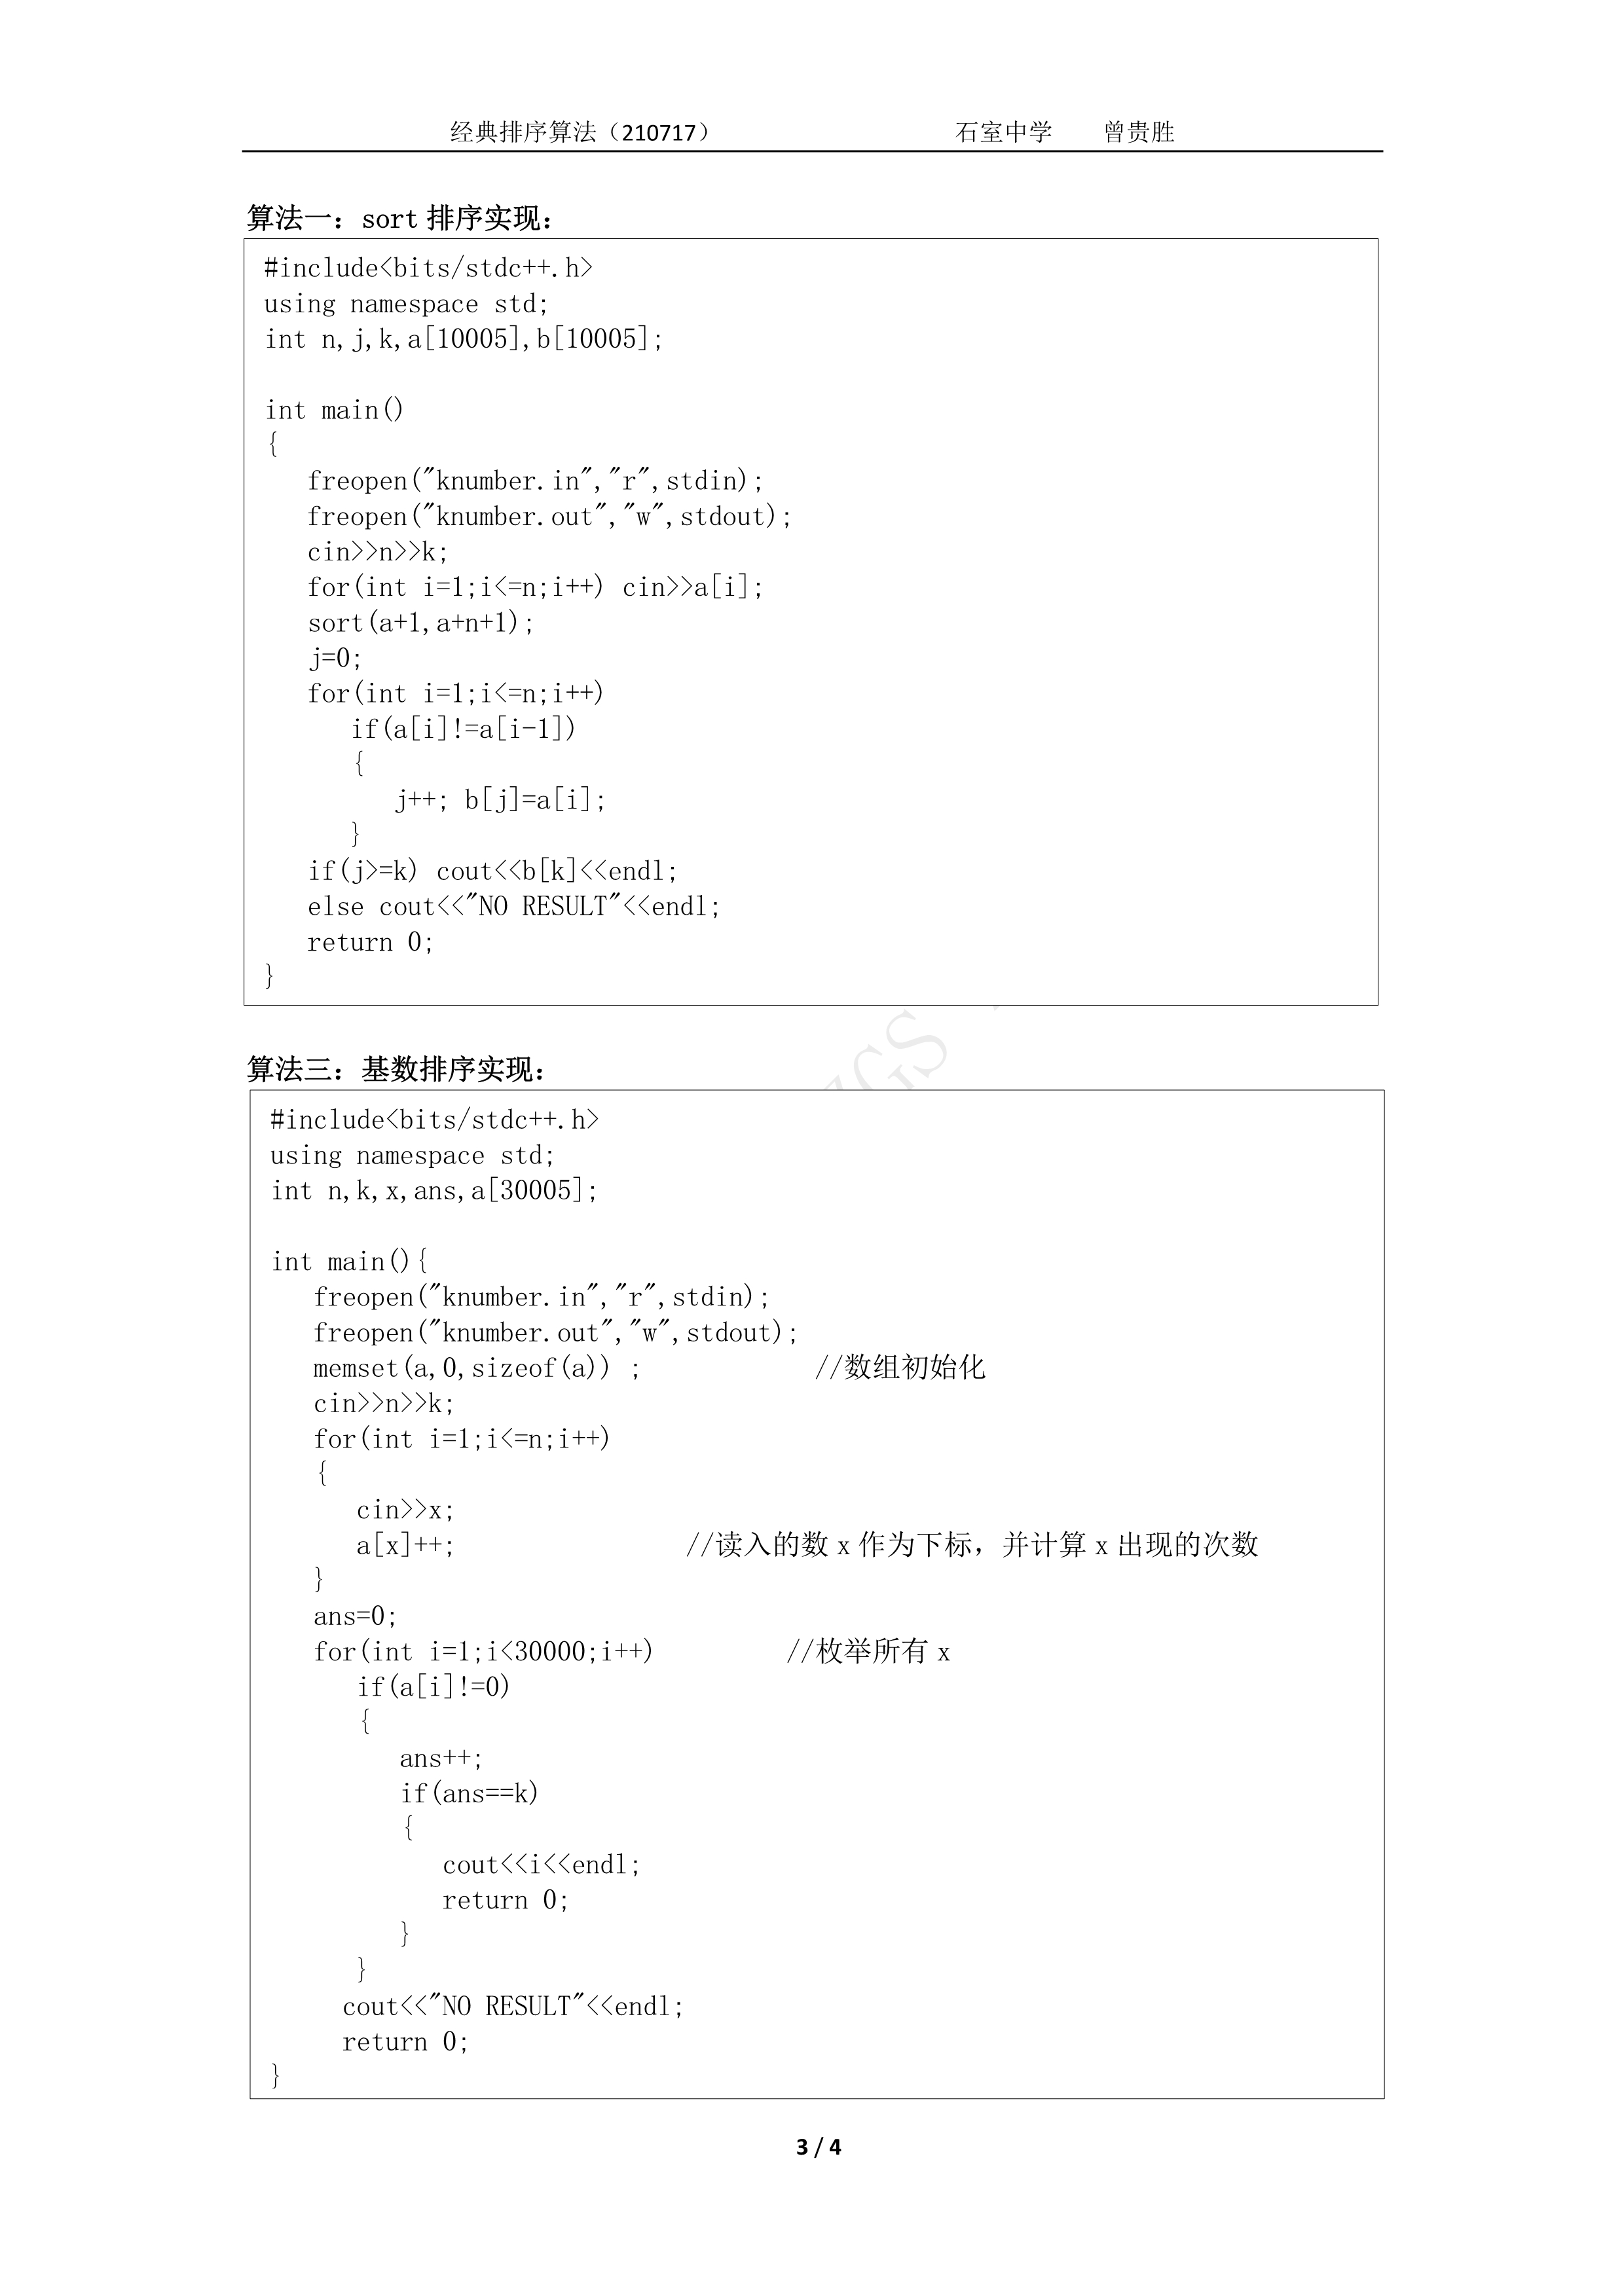 经典排序算法（210717） 石室中学 曾贵胜
算法一：sort 排序实现：
#include<bits/stdc++.h>
using namespace std;
int n,j,k,a[10005],b[10005];
int main()
{
freopen("knumber.in","r",stdin);
freopen("knumber.out","w",stdout);
cin>>n>>k;
for(int i=1;i<=n;i++) cin>>a[i];
sort(a+1,a+n+1);
j=0;
for(int i=1;i<=n;i++)
if(a[i]!=a[i-1])
{
j++; b[j]=a[i];
}
if(j>=k) cout<<b[k]<<endl;
else cout<<"NO RESULT"<<endl;
return 0;
}
ZGS
算法三：基数排序实现：
#include<bits/stdc++.h>
using namespace std;
int n,k,x,ans,a[30005];
int main(){
freopen("knumber.in","r",stdin);
freopen("knumber.out","w",stdout);
memset(a,0,sizeof(a)) ; //数组初始化
cin>>n>>k;
for(int i=1;i<=n;i++)
{
cin>>x;
a[x]++; //读入的数 x 作为下标，并计算 x 出现的次数
}
ans=0;
for(int i=1;i<30000;i++) //枚举所有 x
if(a[i]!=0)
{
ans++;
if(ans==k)
{
cout<<i<<endl;
return 0;
}
}
cout<<"NO RESULT"<<endl;
return 0;
}
3 / 4